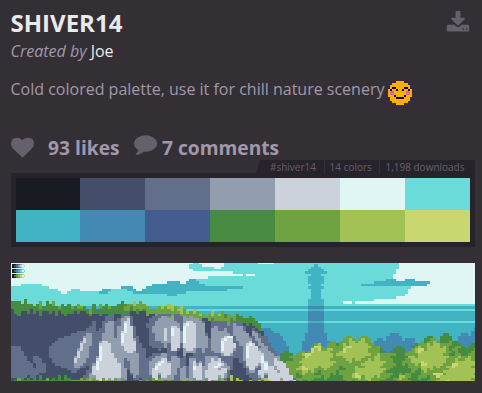 SHIVER14
Created by Joe
Cold colored palette, use it for chill nature scenery
93 likes 7 comments
#shiver14 14 colors 1,198 downloads